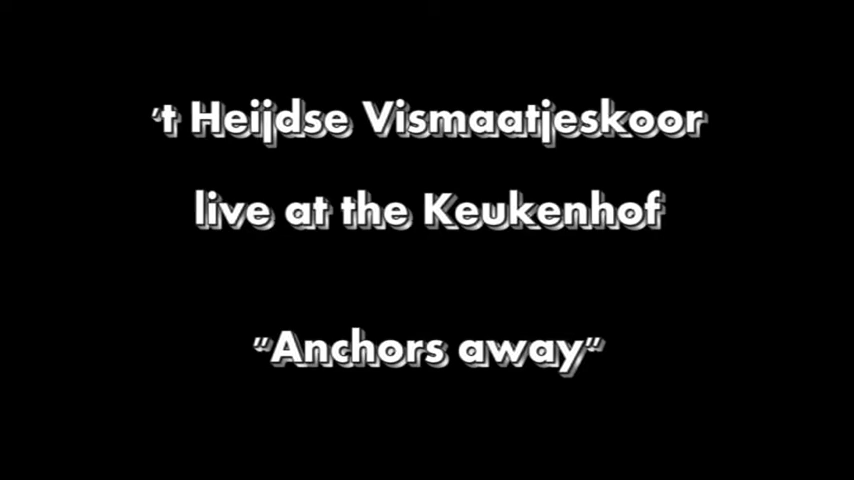 't Heijdse Vismaatjeskoor
live at the Keukenhof
"Anchors away"